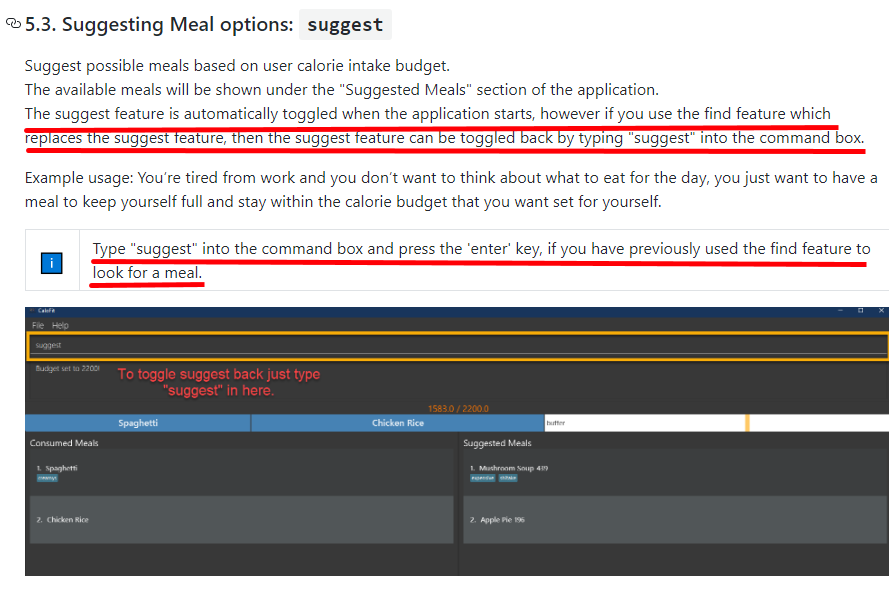 5.3. Suggesting Meal options: suggest
Suggest possible meals based on user calorie intake budget.
The available meals will be shown under the "Suggested Meals" section of the application.
The suggest feature is automatically toggled when the application starts, however if you use the find feature which
replaces the suggest feature, then the suggest feature can be toggled back by typing "suggest" into the command box.
Example usage: You’re tired from work and you don’t want to think about what to eat for the day, you just want to have a
meal to keep yourself full and stay within the calorie budget that you want set for yourself.
Type "suggest" into the command box and press the 'enter' key, if you have previously used the find feature to
look for a meal.
CaloFit
File Help
suggest
Budget set to 2200!
To toggle suggest back just type
"suggest" in here.
1583.0 / 2200.0
Spaghetti Chicken Rice buffer
Consumed Meals Suggested Meals
1. Spaghetti 1. Mushroom Soup 419
expensive
2. Chicken Rice 2. Apple Pie 196